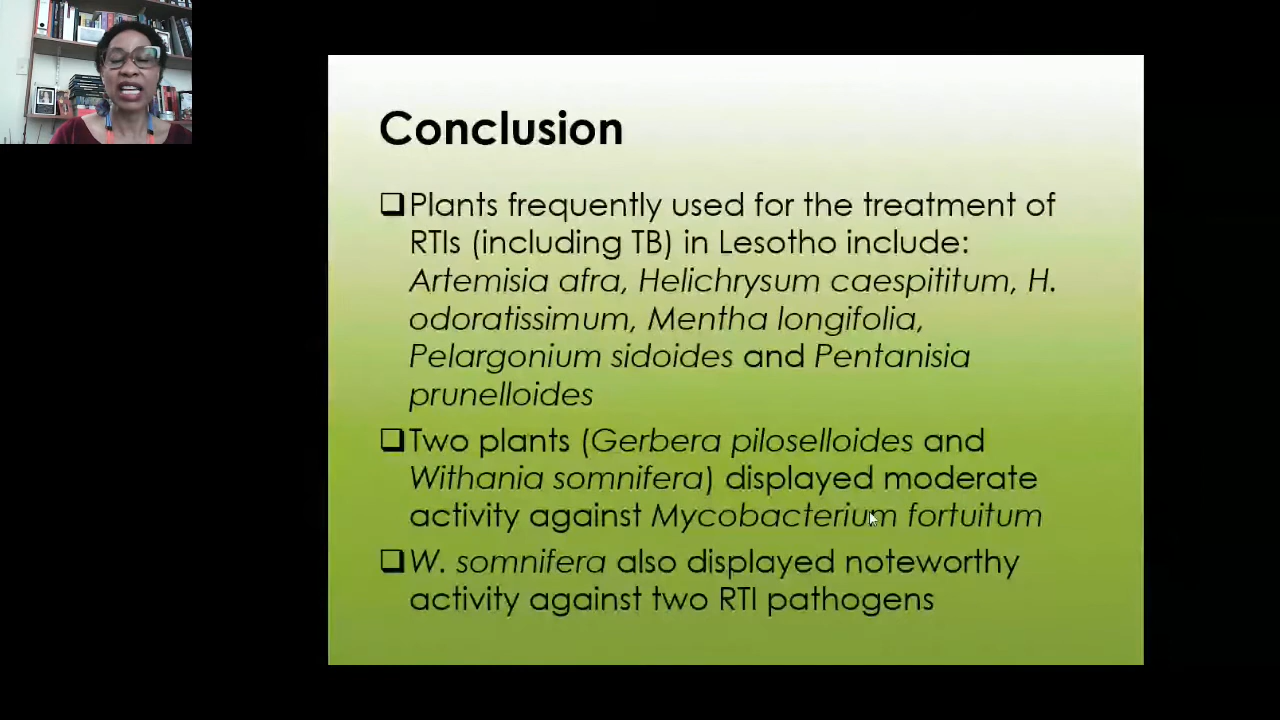 Conclusion
❑Plants frequently used for the treatment of
RTIs (including TB) in Lesotho include:
Artemisia afra, Helichrysum caespititum, H.
odoratissimum, Mentha longifolia,
Pelargonium sidoides and Pentanisia
prunelloides
❑Two plants (Gerbera piloselloides and
Withania somnifera) displayed moderate
activity against Mycobacterium fortuitum
❑W. somnifera also displayed noteworthy
activity against two RTI pathogens